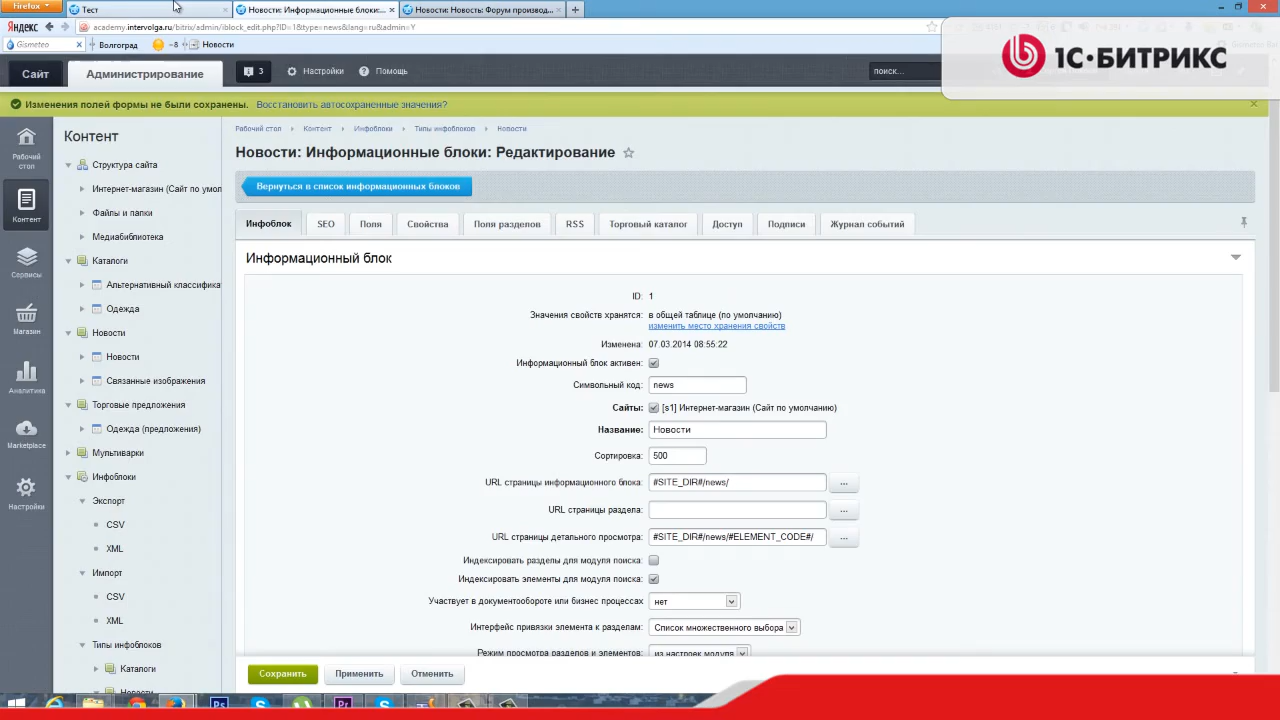 Firefox
Тест
Новости: Информационные блоки:...
Новости: Новость: Форум производ...
Яндекс
academy.intervolga.ru/bitrix/admin/iblock_edit.php?ID=1&type=news&lang=ru&admin=Y
Gismeteo
Волгоград
-8
Новости
1С·БИТРИКС
Сайт
Администрирование
3
Настройки
Помощь
поиск...
Изменения полей формы не были сохранены. Восстановить автосохраненные значения?
Рабочий стол
Контент
Сервисы
Магазин
Аналитика
Marketplace
Настройки
Контент
Структура сайта
Интернет-магазин (Сайт по умол
Файлы и папки
Медиабиблиотека
Каталоги
Альтернативный классифика
Одежда
Новости
Новости
Связанные изображения
Торговые предложения
Одежда (предложения)
Мультиварки
Инфоблоки
Экспорт
CSV
XML
Импорт
CSV
XML
Типы инфоблоков
Каталоги
Новости
Рабочий стол Контент Инфоблоки Типы инфоблоков Новости
Новости: Информационные блоки: Редактирование
Вернуться в список информационных блоков
Инфоблок SEO Поля Свойства Поля разделов RSS Торговый каталог Доступ Подписи Журнал событий
Информационный блок
ID: 1
Значения свойств хранятся: в общей таблице (по умолчанию)
изменить место хранения свойств
Изменена: 07.03.2014 08:55:22
Информационный блок активен:
Символьный код: news
Сайты: [s1] Интернет-магазин (Сайт по умолчанию)
Название: Новости
Сортировка: 500
URL страницы информационного блока: #SITE_DIR#/news/ ...
URL страницы раздела: ...
URL страницы детального просмотра: #SITE_DIR#/news/#ELEMENT_CODE#/ ...
Индексировать разделы для модуля поиска:
Индексировать элементы для модуля поиска:
Участвует в документообороте или бизнес процессах нет
Интерфейс привязки элемента к разделам: Список множественного выбора
Режим просмотра разделов и элементов: из настроек модуля
Сохранить Применить Отменить